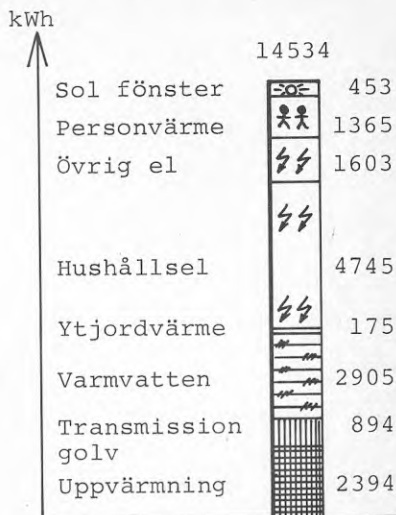 kWh
14534
Sol fönster 453
Personvärme 1365
Övrig el 1603
Hushållsel 4745
Ytjordvärme 175
Varmvatten 2905
Transmission 894
golv
Uppvärmning 2394